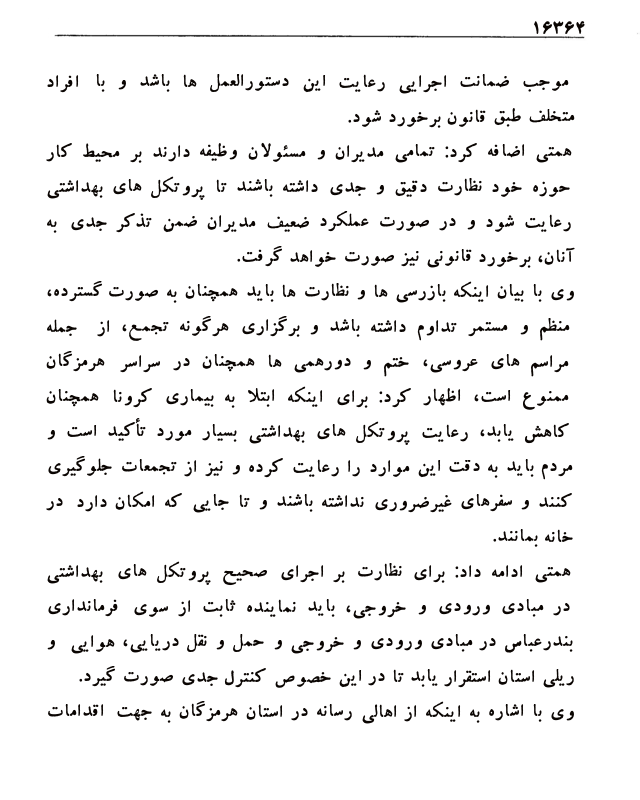 ۱۶۳۶۴
موجب ضمانت اجرایی رعایت این دستورالعمل ها باشد و با افراد
متخلف طبق قانون برخورد شود.
همتی اضافه کرد: تمامی مدیران و مسئولان وظیفه دارند بر محیط کار
حوزه خود نظارت دقیق و جدی داشته باشند تا پروتکل های بهداشتی
رعایت شود و در صورت عملکرد ضعیف مدیران ضمن تذکر جدی به
آنان، برخورد قانونی نیز صورت خواهد گرفت.
وی با بیان اینکه بازرسی ها و نظارت ها باید همچنان به صورت گسترده،
منظم و مستمر تداوم داشته باشد و برگزاری هرگونه تجمع، از جمله
مراسم های عروسی، ختم و دورهمی ها همچنان در سراسر هرمزگان
ممنوع است، اظهار کرد: برای اینکه ابتلا به بیماری کرونا همچنان
کاهش یابد، رعایت پروتکل های بهداشتی بسیار مورد تأکید است و
مردم باید به دقت این موارد را رعایت کرده و نیز از تجمعات جلوگیری
کنند و سفرهای غیرضروری نداشته باشند و تا جایی که امکان دارد در
خانه بمانند.
همتی ادامه داد: برای نظارت بر اجرای صحیح پروتکل های بهداشتی
در مبادی ورودی و خروجی، باید نماینده ثابت از سوی فرمانداری
بندرعباس در مبادی ورودی و خروجی و حمل و نقل دریایی، هوایی و
ریلی استان استقرار یابد تا در این خصوص کنترل جدی صورت گیرد.
وی با اشاره به اینکه از اهالی رسانه در استان هرمزگان به جهت اقدامات